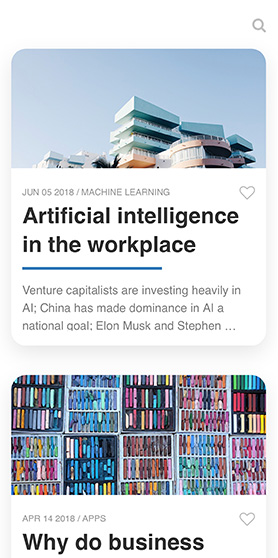 JUN 05 2018 / MACHINE LEARNING
Artificial intelligence
in the workplace
Venture capitalists are investing heavily in
AI; China has made dominance in AI a
national goal; Elon Musk and Stephen …
APR 14 2018 / APPS
Why do business